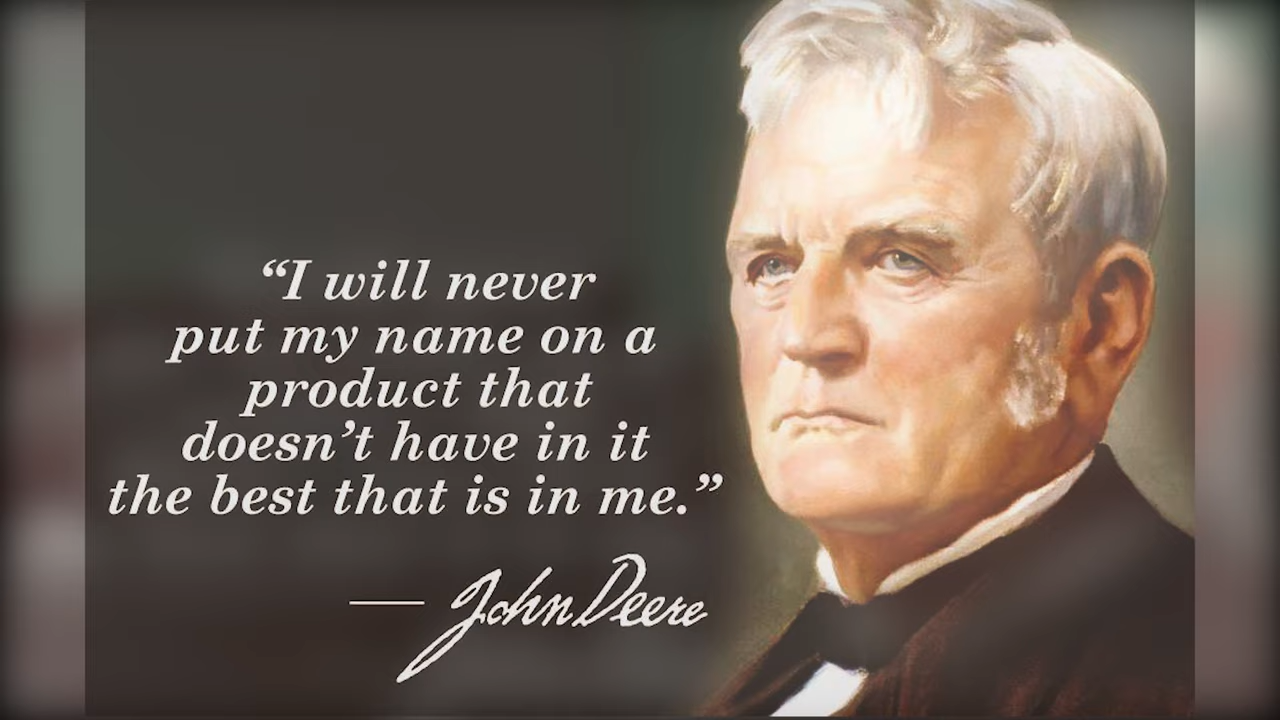 “I will never
put my name on a
product that
doesn’t have in it
the best that is in me.”
— John Deere